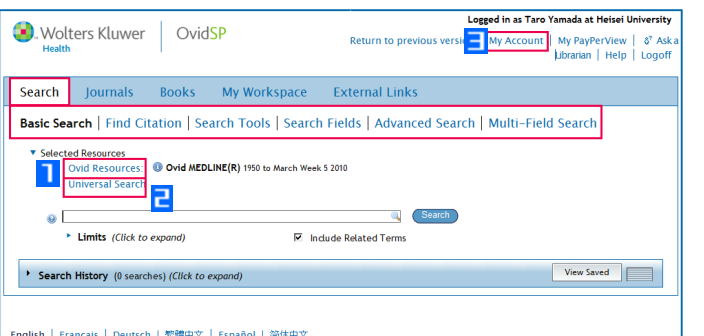 Logged in as Taro Yamada at Heisei University
Wolters Kluwer | OvidSP
Health
Return to previous versi 3 My Account | My PayPerView | Ask a
Librarian | Help | Logoff
Search Journals Books My Workspace External Links
Basic Search | Find Citation | Search Tools | Search Fields | Advanced Search | Multi-Field Search
Selected Resources
1 Ovid Resources: Ovid MEDLINE(R) 1950 to March Week 5 2010
Universal Search
2
Search
Limits (Click to expand) Include Related Terms
Search History (0 searches) (Click to expand) View Saved
English | Français | Deutsch | 繁體中文 | Español | 简体中文